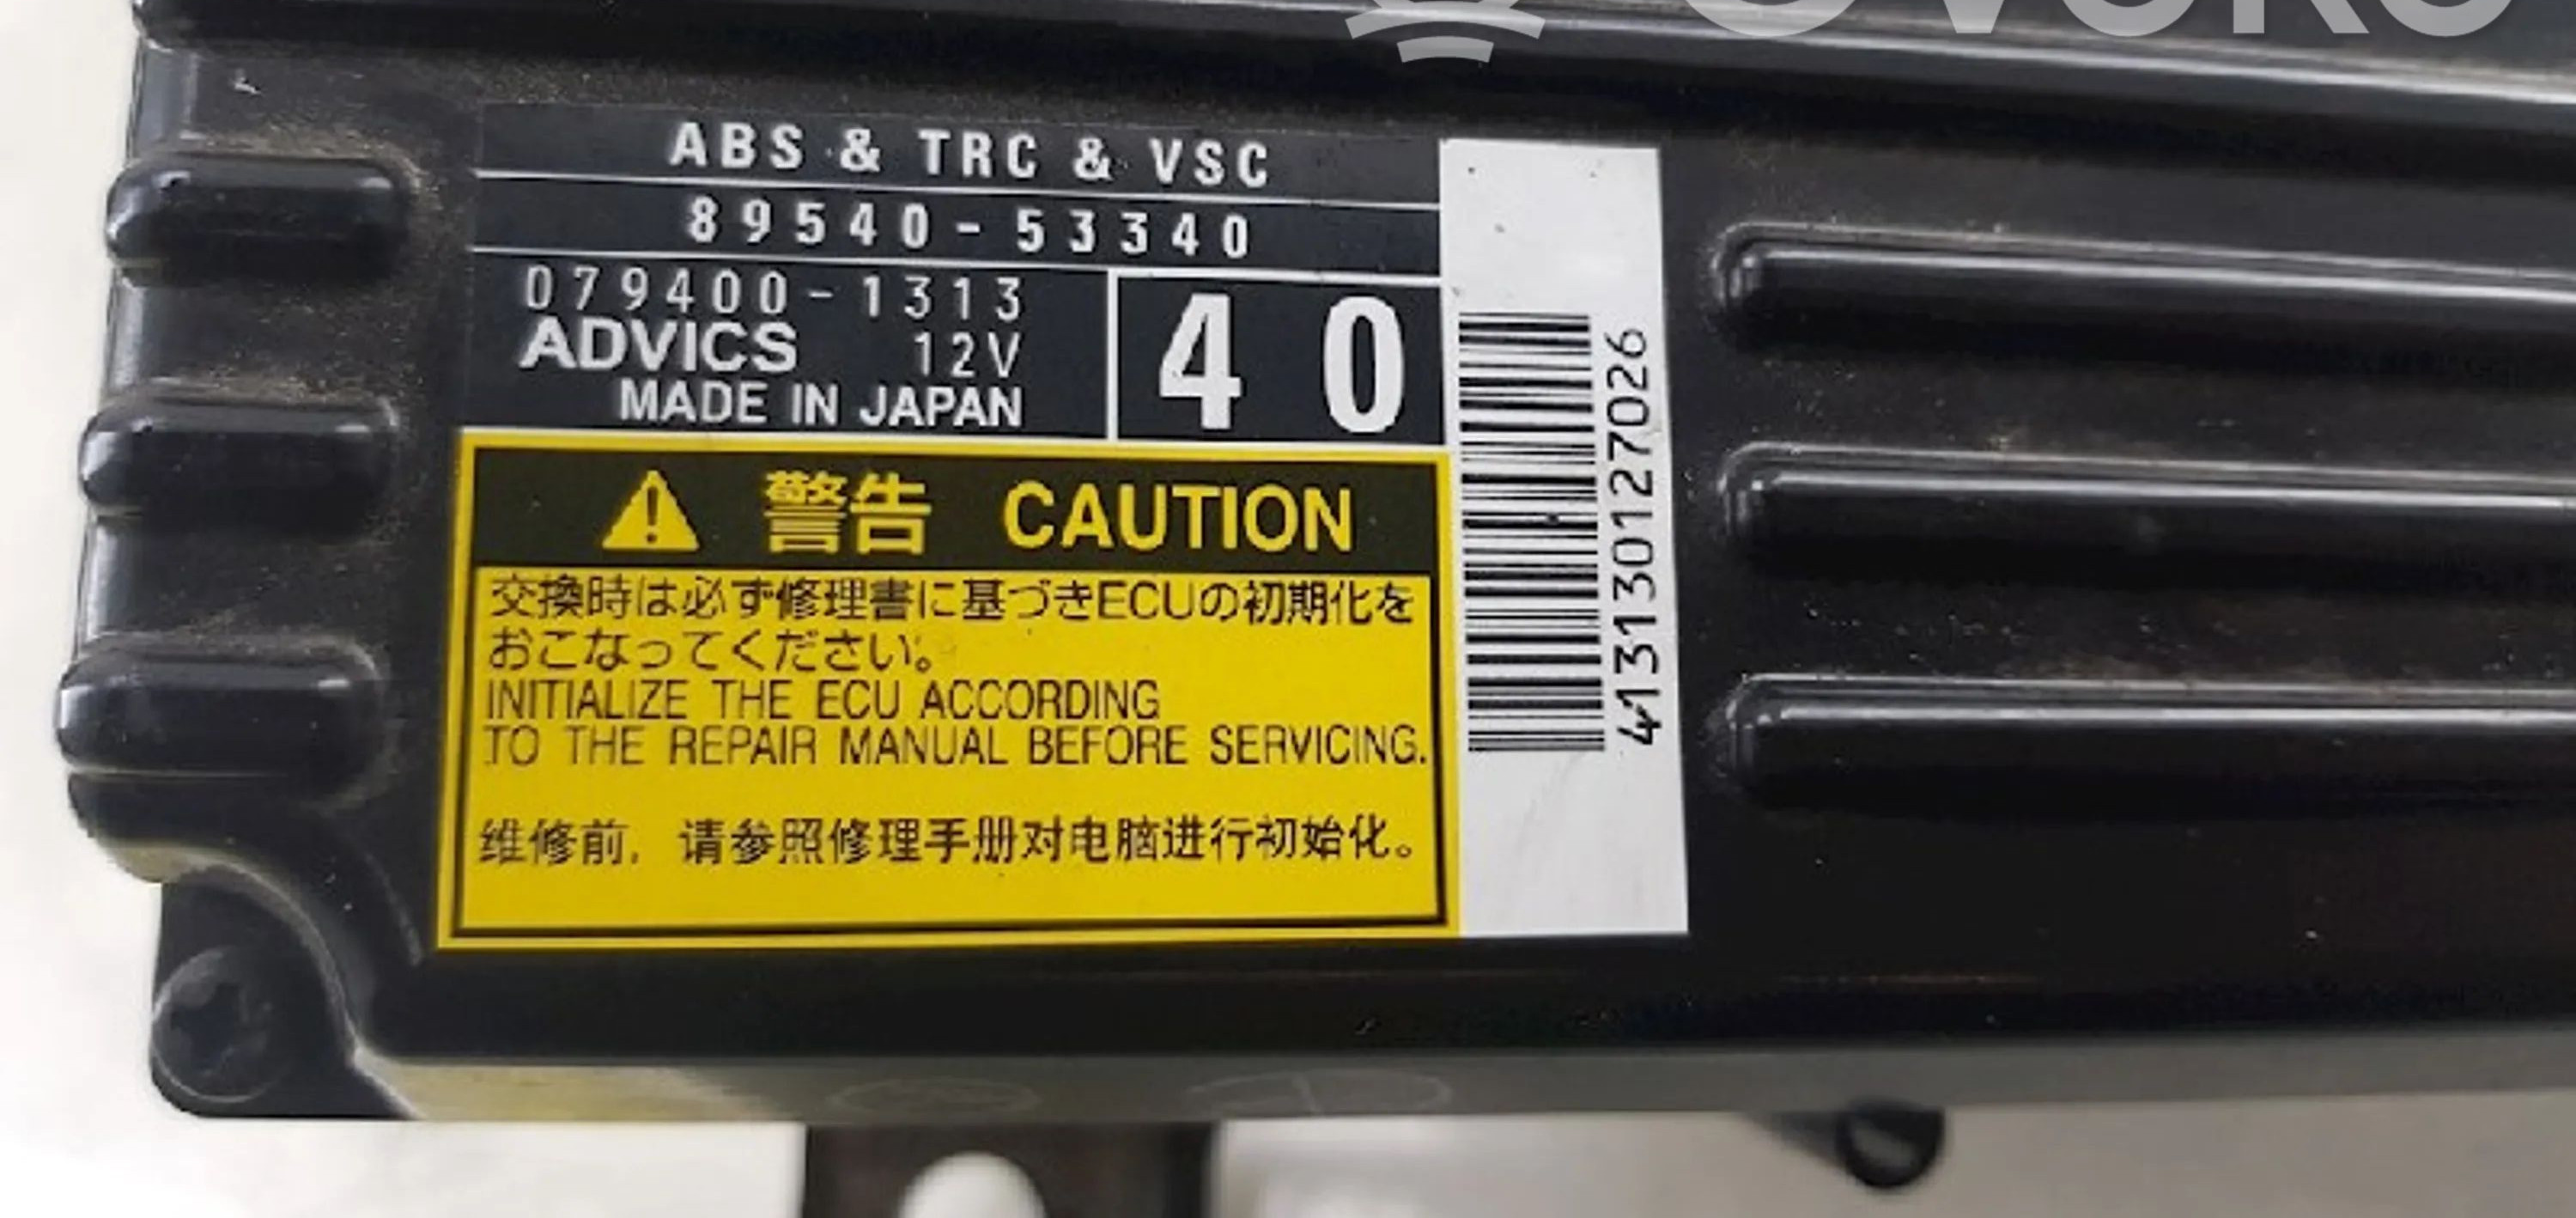 ABS & TRC & VSC
89540-53340
079400-1313
ADVICS 12V
MADE IN JAPAN
40
413130127026
警告 CAUTION
交換時は必ず修理書に基づきECUの初期化を
おこなってください。
INITIALIZE THE ECU ACCORDING
TO THE REPAIR MANUAL BEFORE SERVICING.
维修前，请参照修理手册对电脑进行初始化。